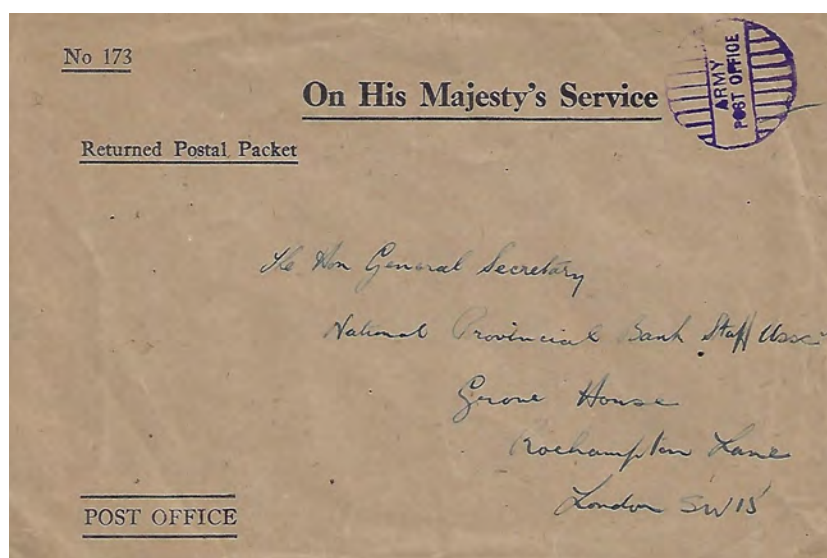 No 173
On His Majesty's Service
ARMY
POST OFFICE
Returned Postal Packet
The Hon General Secretary
National Provincial Bank Staff Assocn
Grove House
Roehampton Lane
London SW15
POST OFFICE